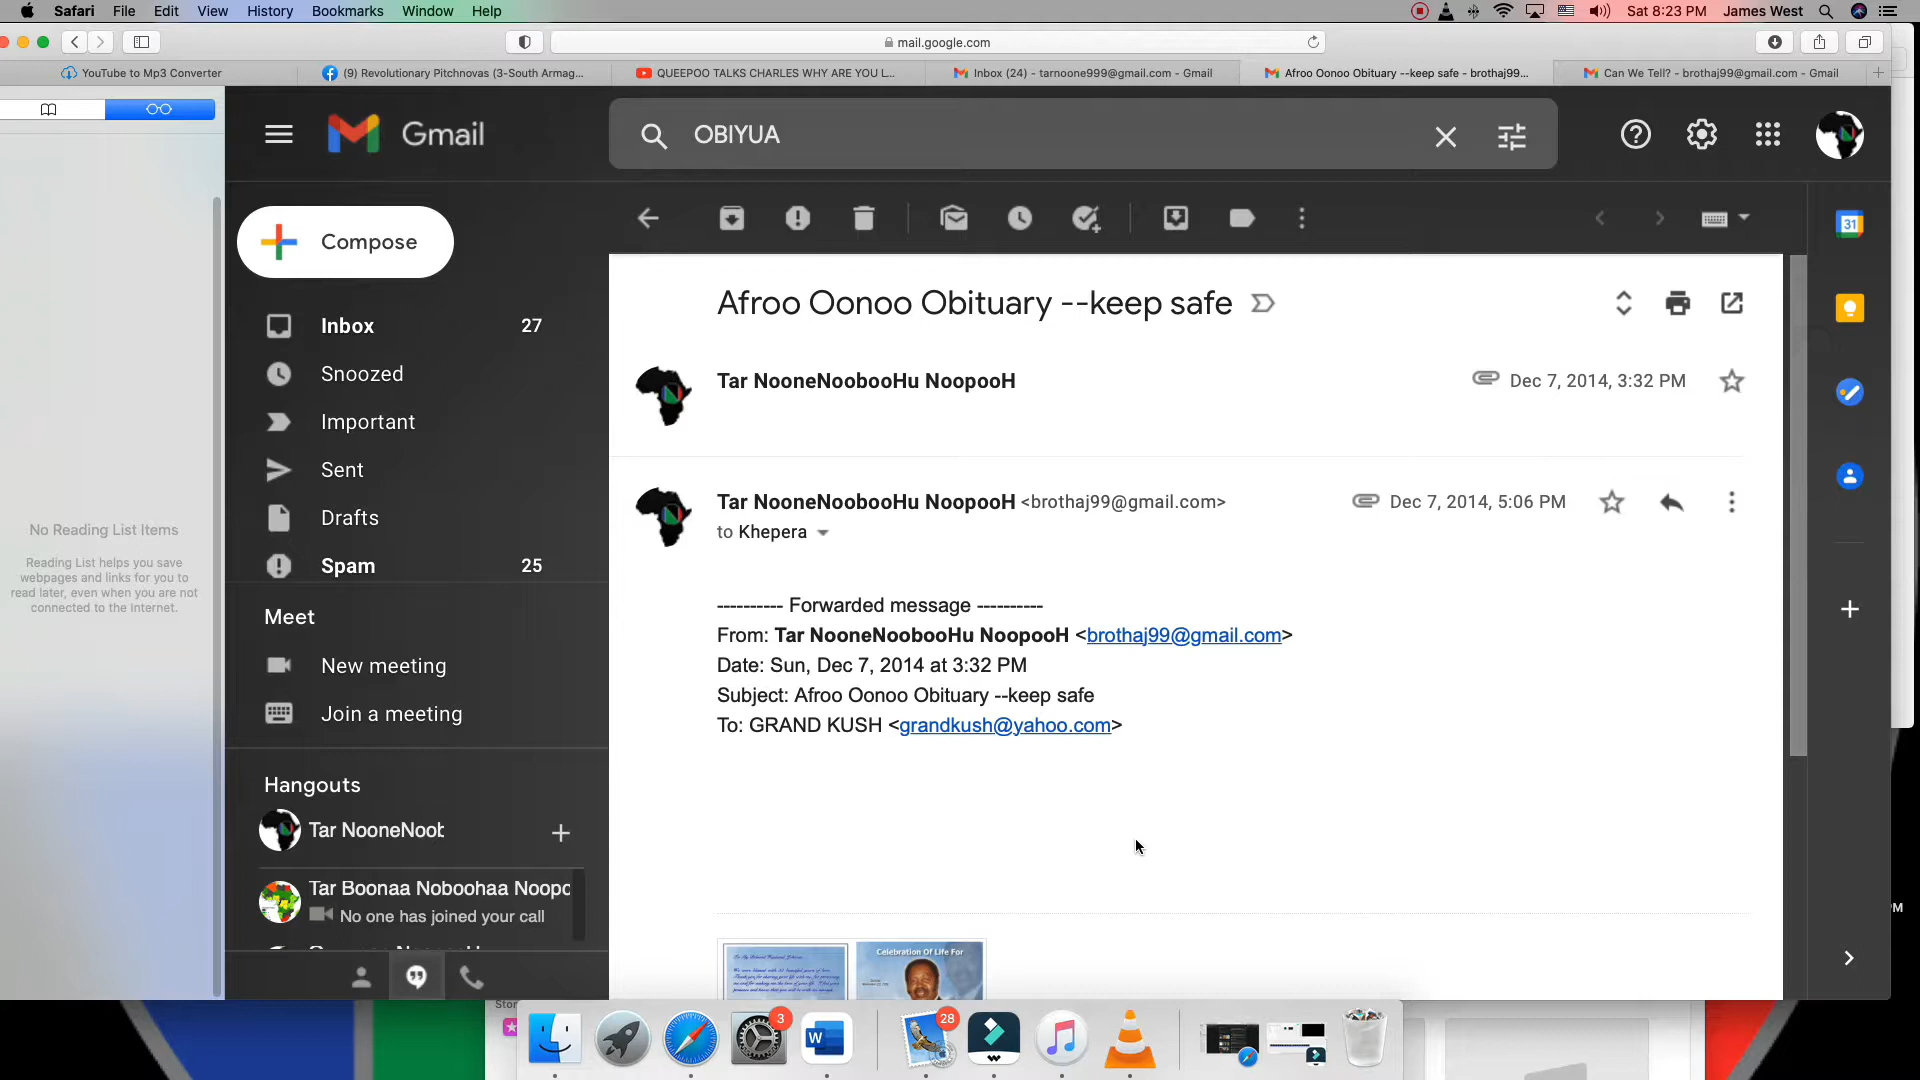 Safari File Edit View History Bookmarks Window Help
Sat 8:23 PM James West
mail.google.com
YouTube to Mp3 Converter
(9) Revolutionary Pitchnovas (3-South Armag...
QUEEPOO TALKS CHARLES WHY ARE YOU L...
Inbox (24) - tarnoone999@gmail.com - Gmail
Afroo Oonoo Obituary --keep safe - brothaj99...
Can We Tell? - brothaj99@gmail.com - Gmail
Gmail
OBIYUA
Compose
Inbox 27
Snoozed
Important
Sent
Drafts
Spam 25
Meet
New meeting
Join a meeting
Hangouts
Tar NooneNoob
Tar Boonaa Noboohaa Noopo
No one has joined your call
No Reading List Items
Reading List helps you save
webpages and links for you to
read later, even when you are not
connected to the Internet.
Afroo Oonoo Obituary --keep safe
Tar NooneNoobooHu NoopooH
Dec 7, 2014, 3:32 PM
Tar NooneNoobooHu NoopooH <brothaj99@gmail.com>
Dec 7, 2014, 5:06 PM
to Khepera
---------- Forwarded message ----------
From: Tar NooneNoobooHu NoopooH <brothaj99@gmail.com>
Date: Sun, Dec 7, 2014 at 3:32 PM
Subject: Afroo Oonoo Obituary --keep safe
To: GRAND KUSH <grandkush@yahoo.com>
Celebration Of Life For
31
PM
Stor
3
W
28